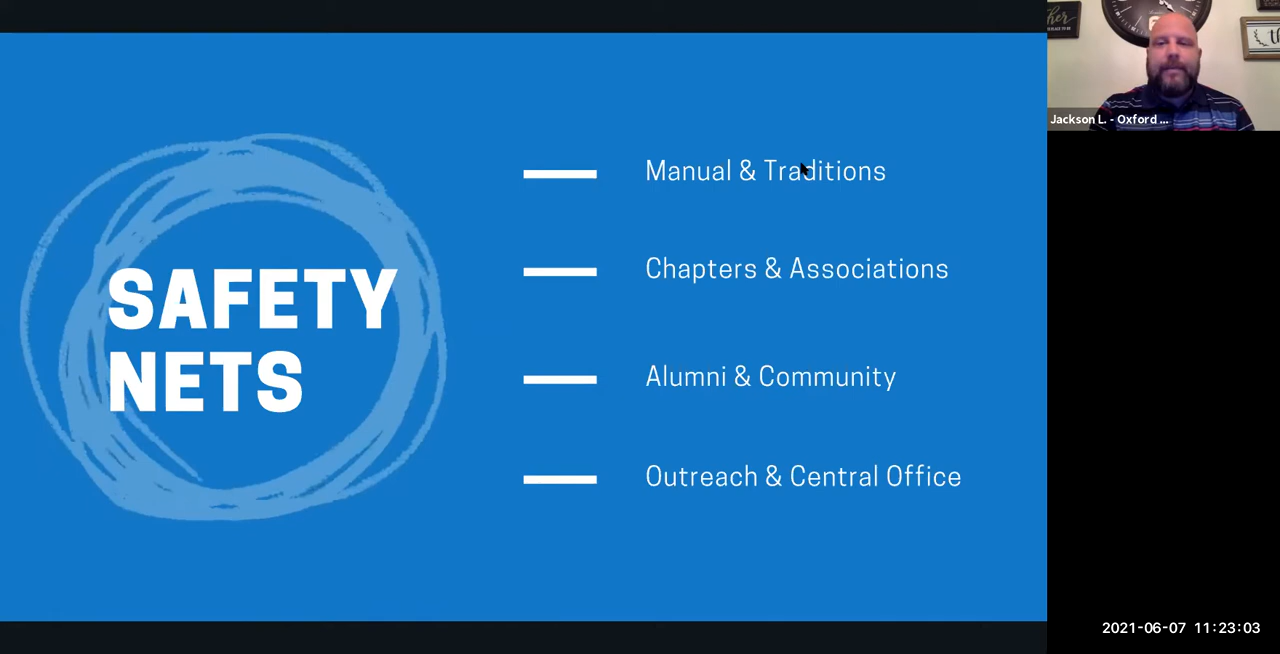 SAFETY
NETS
Manual & Traditions
Chapters & Associations
Alumni & Community
Outreach & Central Office
Jackson L. - Oxford ...
2021-06-07 11:23:03